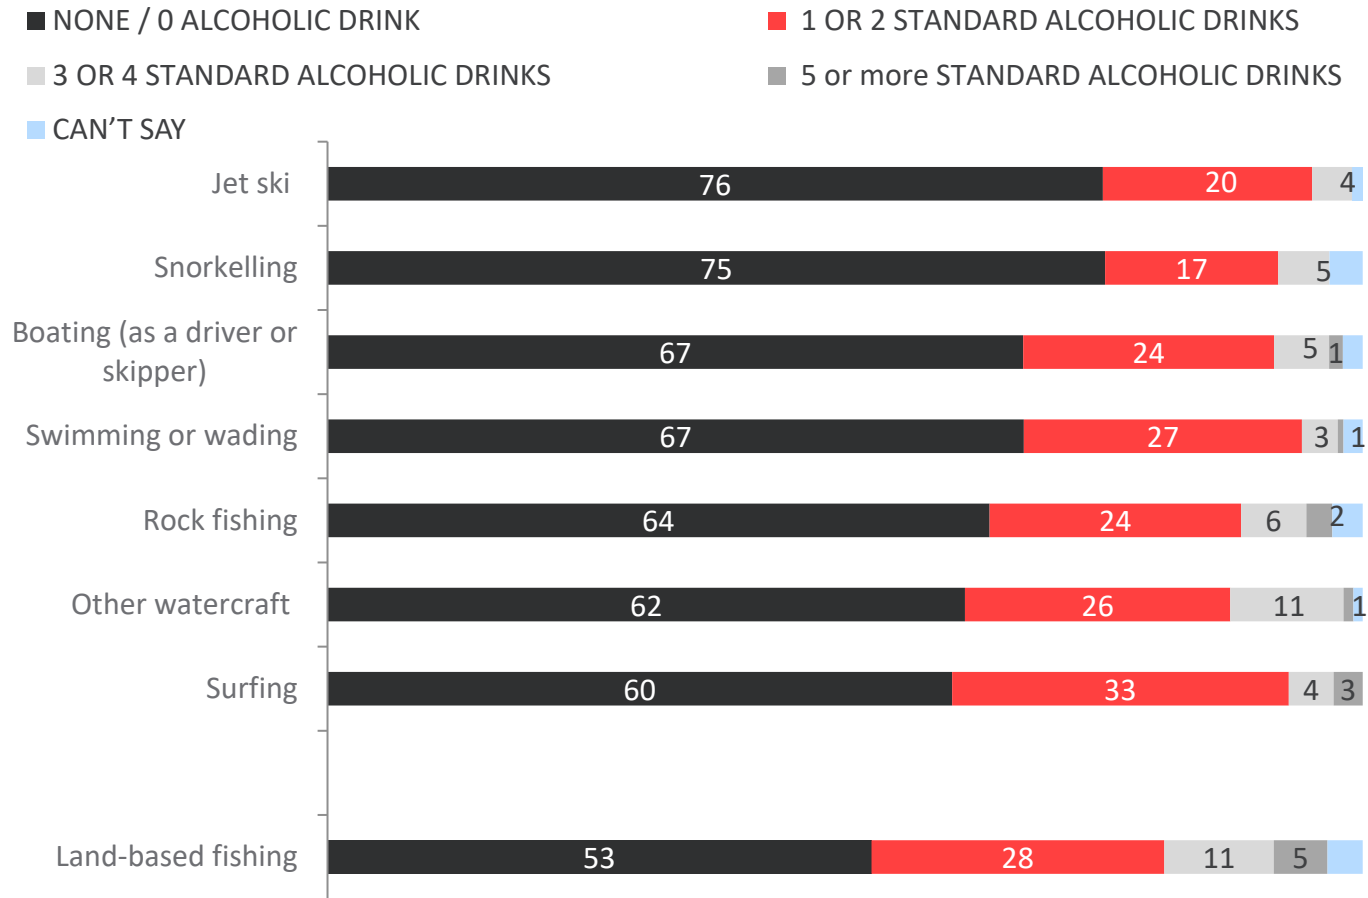 NONE / 0 ALCOHOLIC DRINK
1 OR 2 STANDARD ALCOHOLIC DRINKS
3 OR 4 STANDARD ALCOHOLIC DRINKS
5 or more STANDARD ALCOHOLIC DRINKS
CAN'T SAY
Jet ski 76 20 4
Snorkelling 75 17 5
Boating (as a driver or
skipper) 67 24 5 1
Swimming or wading 67 27 3 1
Rock fishing 64 24 6 2
Other watercraft 62 26 11 1
Surfing 60 33 4 3
Land-based fishing 53 28 11 5